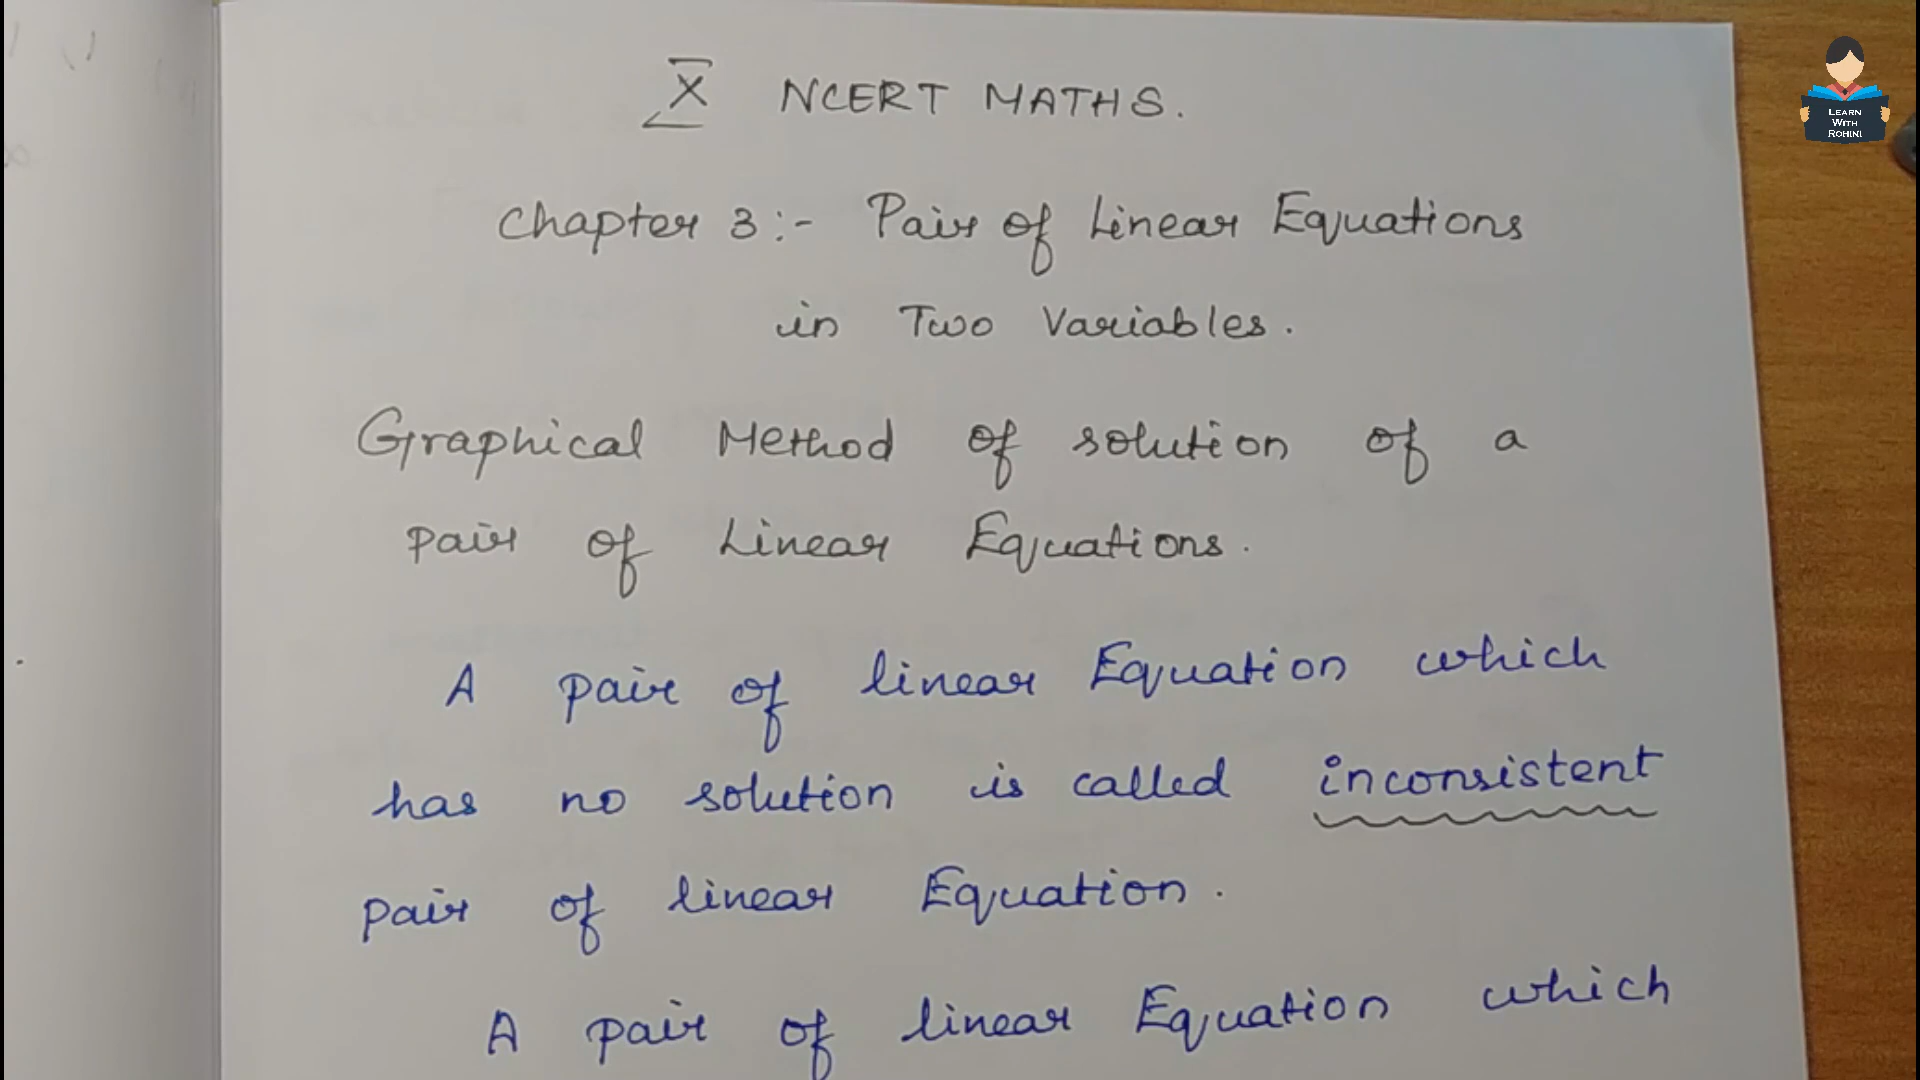 X NCERT MATHS.
Chapter 3:- Pair of Linear Equations
in Two Variables.
Graphical Method of solution of a
pair of Linear Equations.
A pair of linear Equation which
has no solution is called inconsistent
pair of linear Equation.
A pair of linear Equation which
LEARN
WITH
ROHINI